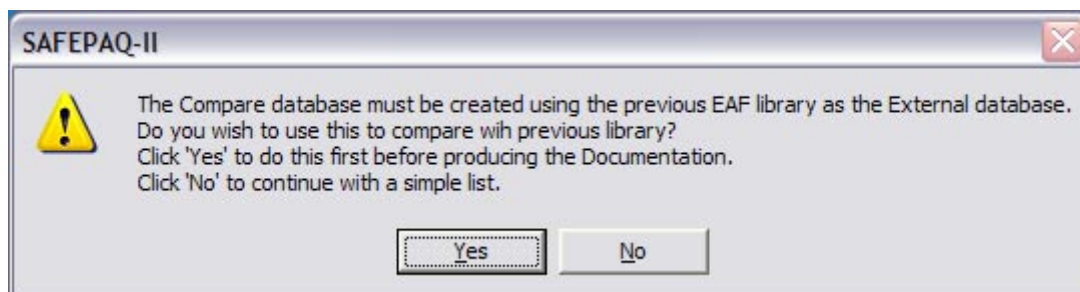 SAFEPAQ-II
The Compare database must be created using the previous EAF library as the External database.
Do you wish to use this to compare wih previous library?
Click 'Yes' to do this first before producing the Documentation.
Click 'No' to continue with a simple list.
Yes
No